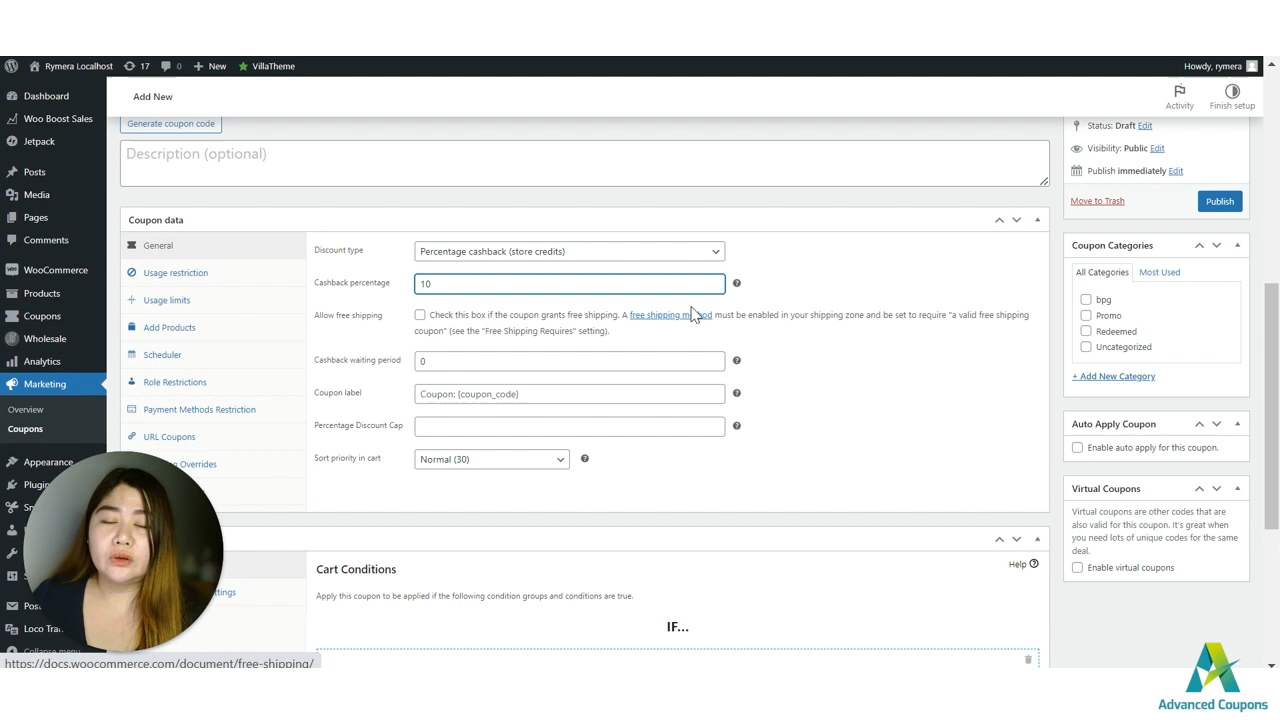 Rymera Localhost
17
0
New
VillaTheme
Howdy, rymera
Dashboard
Woo Boost Sales
Jetpack
Posts
Media
Pages
Comments
WooCommerce
Products
Coupons
Wholesale
Analytics
Marketing
Overview
Coupons
Appearance
Loco
Add New
Activity
Finish setup
Generate coupon code
Description (optional)
Coupon data
General
Usage restriction
Usage limits
Add Products
Scheduler
Role Restrictions
Payment Methods Restriction
URL Coupons
Overrides
Discount type
Percentage cashback (store credits)
Cashback percentage
10
Allow free shipping
Check this box if the coupon grants free shipping. A free shipping method must be enabled in your shipping zone and be set to require "a valid free shipping
coupon" (see the "Free Shipping Requires" setting).
Cashback waiting period
0
Coupon label
Coupon: {coupon_code}
Percentage Discount Cap
Sort priority in cart
Normal (30)
Cart Conditions
Help
Apply this coupon to be applied if the following condition groups and conditions are true.
IF...
Status: Draft Edit
Visibility: Public Edit
Publish immediately Edit
Move to Trash
Publish
Coupon Categories
All Categories
Most Used
bpg
Promo
Redeemed
Uncategorized
+ Add New Category
Auto Apply Coupon
Enable auto apply for this coupon.
Virtual Coupons
Virtual coupons are other codes that are
also valid for this coupon. It's great when
you need lots of unique codes for the same
deal.
Enable virtual coupons
https://docs.woocommerce.com/document/free-shipping/
Advanced Coupons